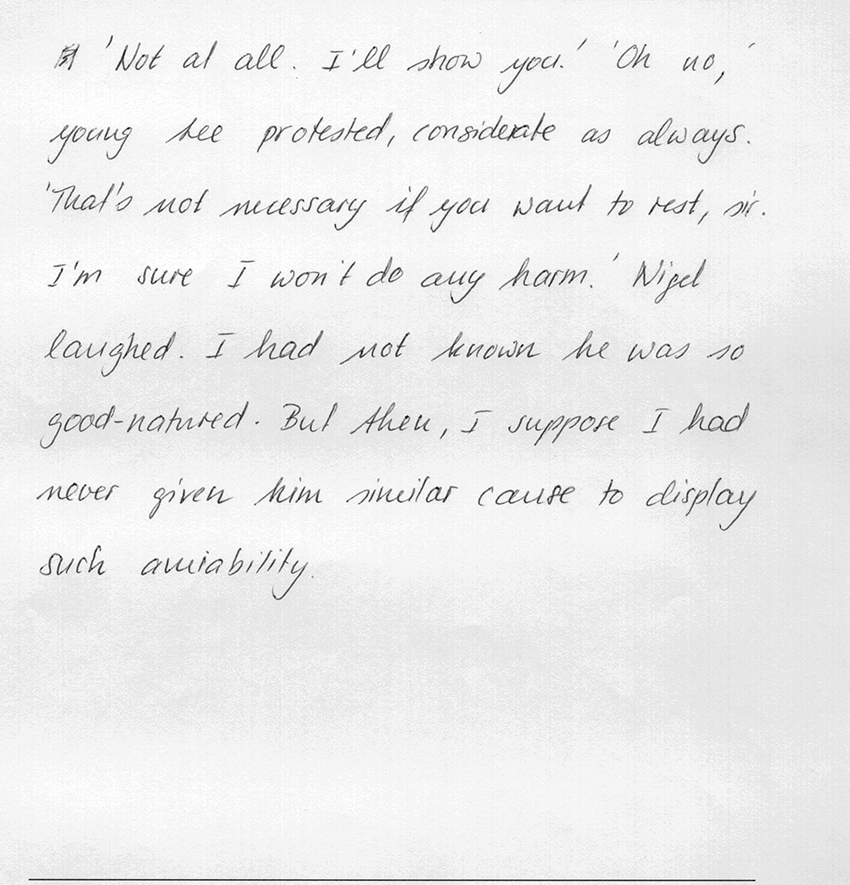 'Not at all. I'll show you.' 'Oh no,'
young Lee protested, considerate as always.
'That's not necessary if you want to rest, sir.
I'm sure I won't do any harm.' Nigel
laughed. I had not known he was so
good-natured. But then, I suppose I had
never given him similar cause to display
such amiability.